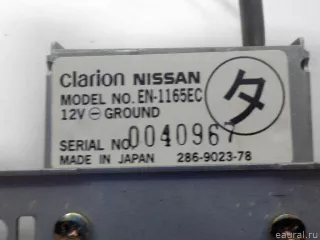 clarion NISSAN
MODEL NO. EN-1165EC
12V ⊖ GROUND
タ
SERIAL NO. 0040967
MADE IN JAPAN 286-9023-78
eaural.ru